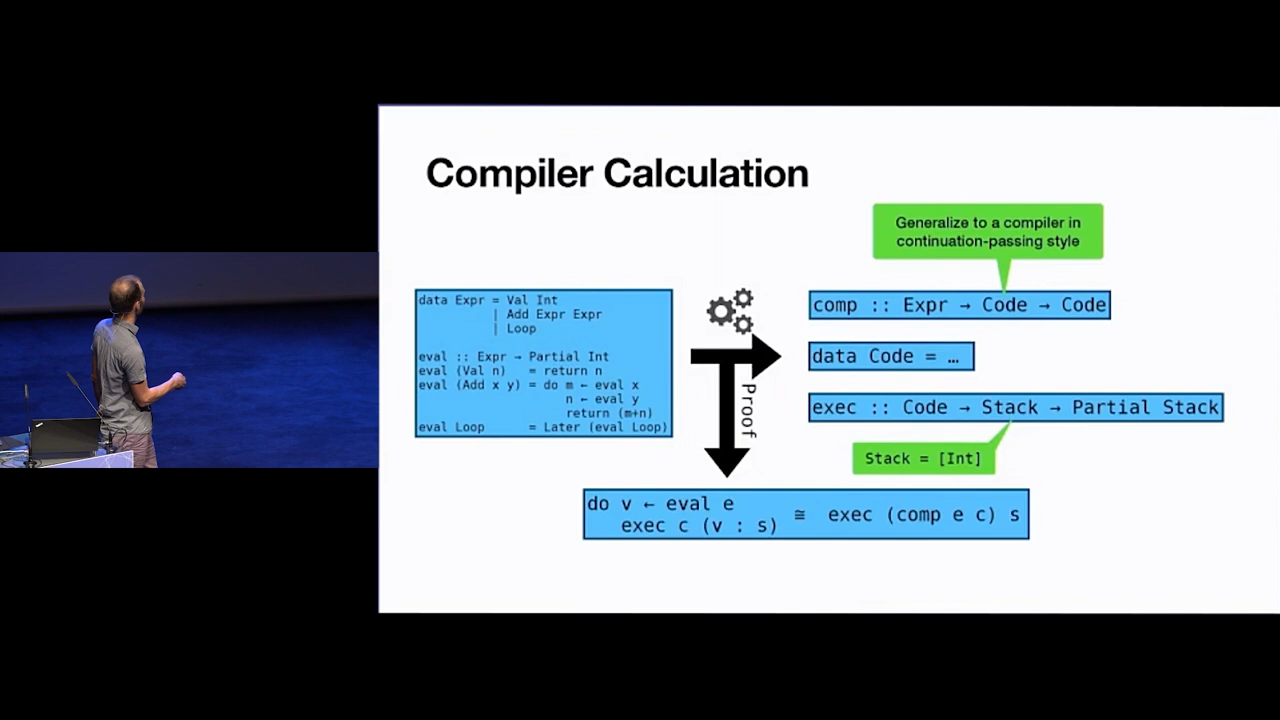 Compiler Calculation
Generalize to a compiler in
continuation-passing style
data Expr = Val Int
| Add Expr Expr
| Loop
eval :: Expr → Partial Int
eval (Val n) = return n
eval (Add x y) = do m ← eval x
n ← eval y
return (m+n)
eval Loop = Later (eval Loop)
comp :: Expr → Code → Code
data Code = …
exec :: Code → Stack → Partial Stack
Proof
Stack = [Int]
do v ← eval e
exec c (v : s)
≅ exec (comp e c) s